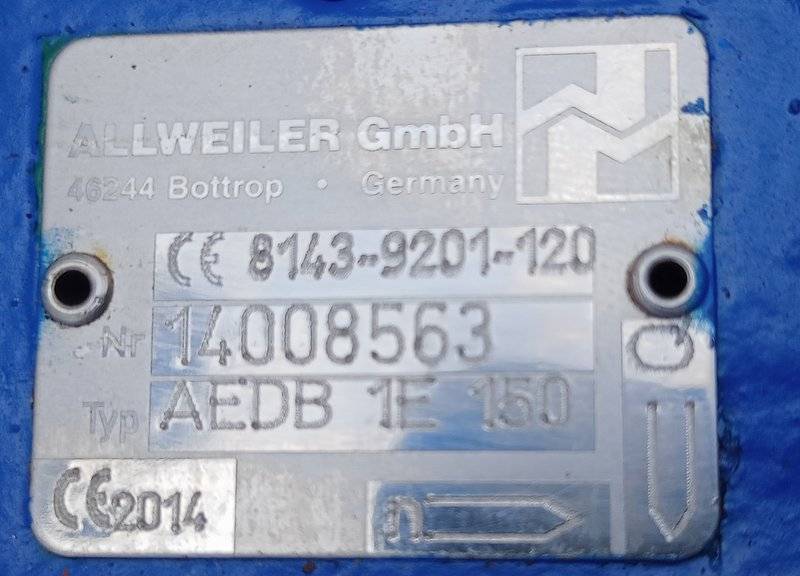 ALLWEILER GmbH
46244 Bottrop • Germany
CE 8143-9201-120
Nr 14008563
Typ AEDB 1E 150
Q
CE 2014
n